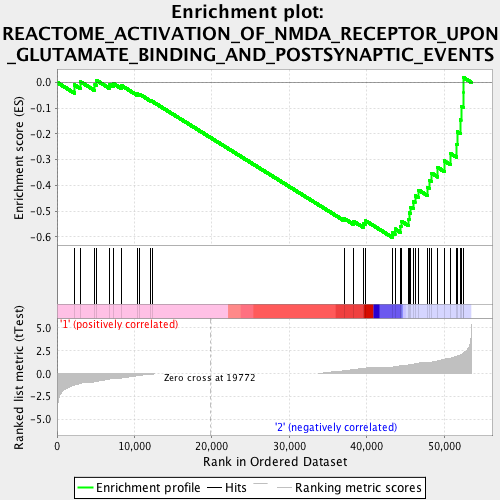 Enrichment plot:
REACTOME_ACTIVATION_OF_NMDA_RECEPTOR_UPON
_GLUTAMATE_BINDING_AND_POSTSYNAPTIC_EVENTS
Enrichment score (ES)
0.0
-0.1
-0.2
-0.3
-0.4
-0.5
-0.6
Ranked list metric (tTest)
'1' (positively correlated)
5.0
2.5
0.0
-2.5
-5.0
Zero cross at 19772
'2' (negatively correlated)
0
10,000
20,000
30,000
40,000
50,000
Rank in Ordered Dataset
Enrichment profile
Hits
Ranking metric scores